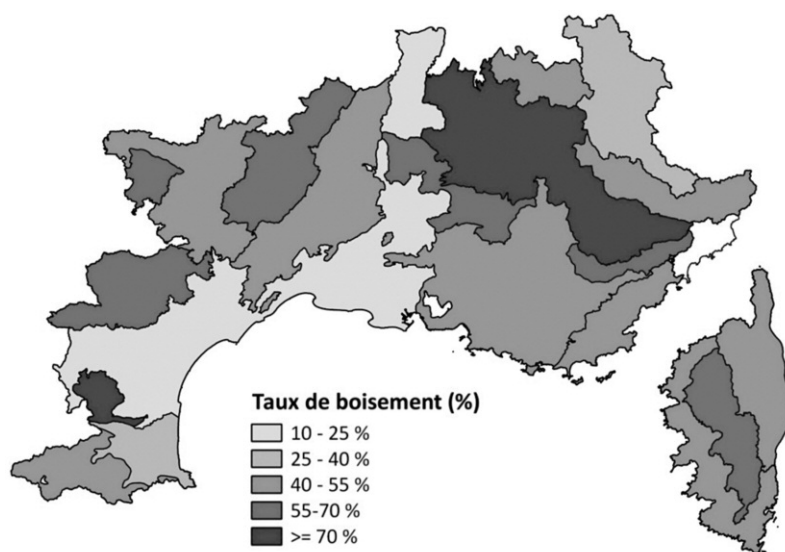 Taux de boisement (%)
10 - 25 %
25 - 40 %
40 - 55 %
55-70 %
>= 70 %